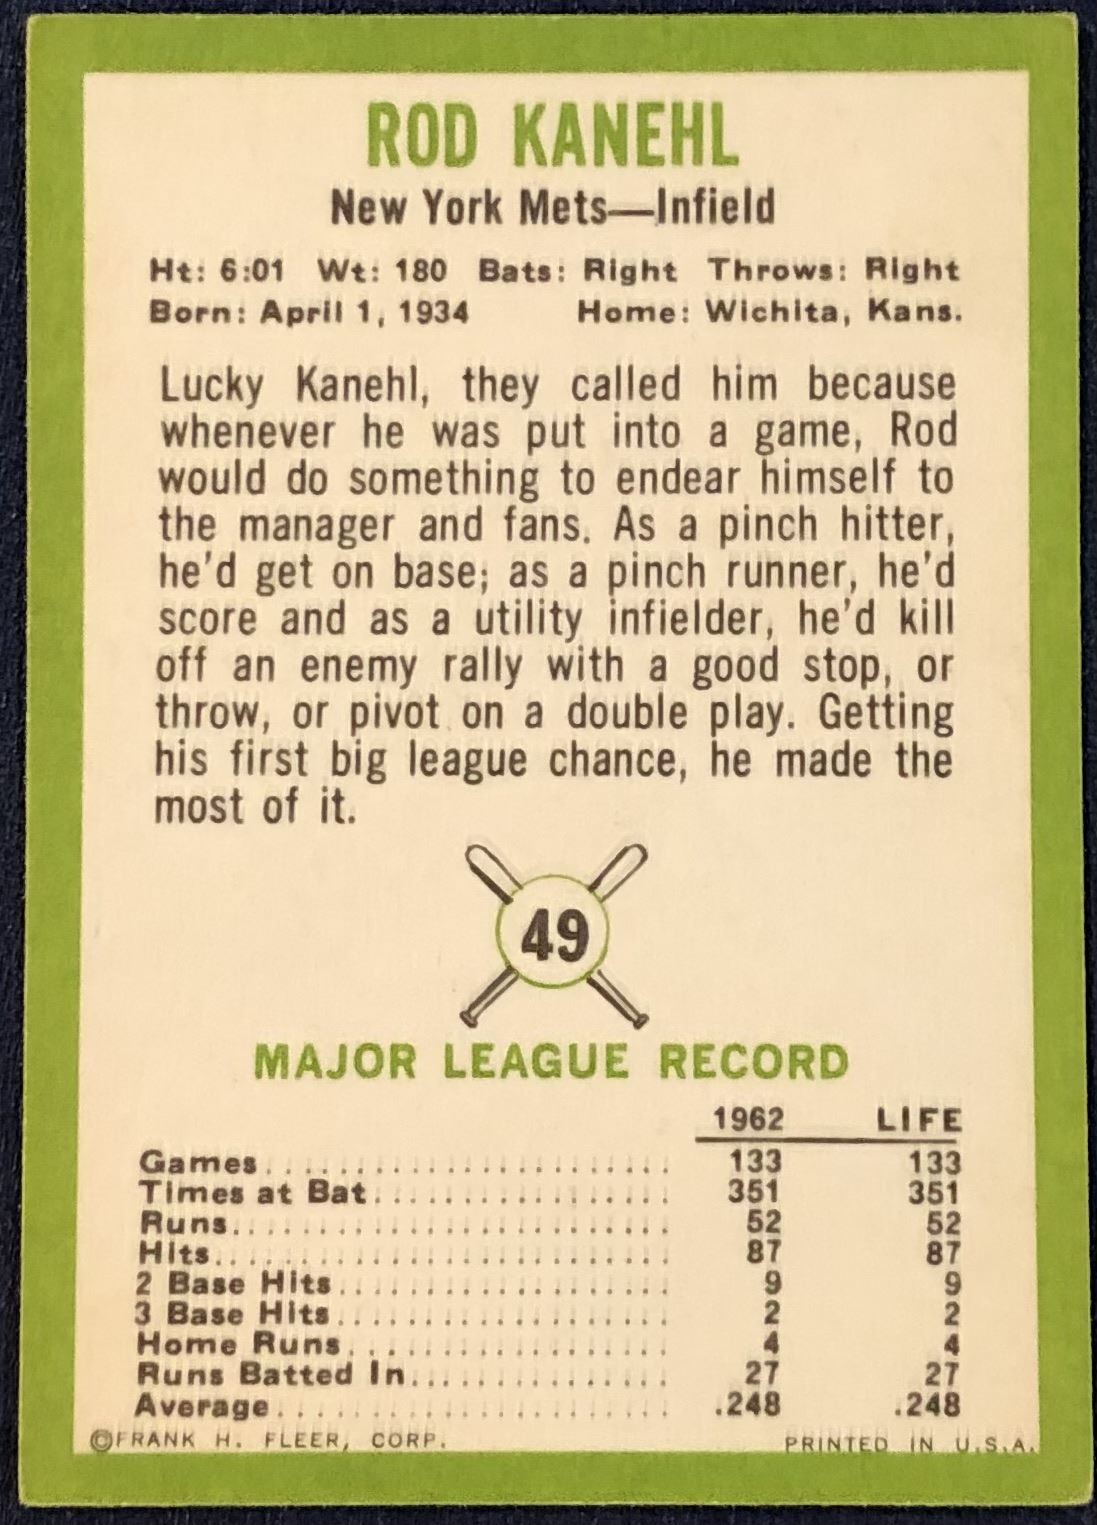 ROD KANEHL
New York Mets—Infield
Ht: 6:01 Wt: 180 Bats: Right Throws: Right
Born: April 1, 1934 Home: Wichita, Kans.
Lucky Kanehl, they called him because
whenever he was put into a game, Rod
would do something to endear himself to
the manager and fans. As a pinch hitter,
he'd get on base; as a pinch runner, he'd
score and as a utility infielder, he'd kill
off an enemy rally with a good stop, or
throw, or pivot on a double play. Getting
his first big league chance, he made the
most of it.
49
MAJOR LEAGUE RECORD
1962 LIFE
Games 133 133
Times at Bat 351 351
Runs 52 52
Hits 87 87
2 Base Hits 9 9
3 Base Hits 2 2
Home Runs 4 4
Runs Batted In 27 27
Average .248 .248
©FRANK H. FLEER, CORP. PRINTED IN U.S.A.